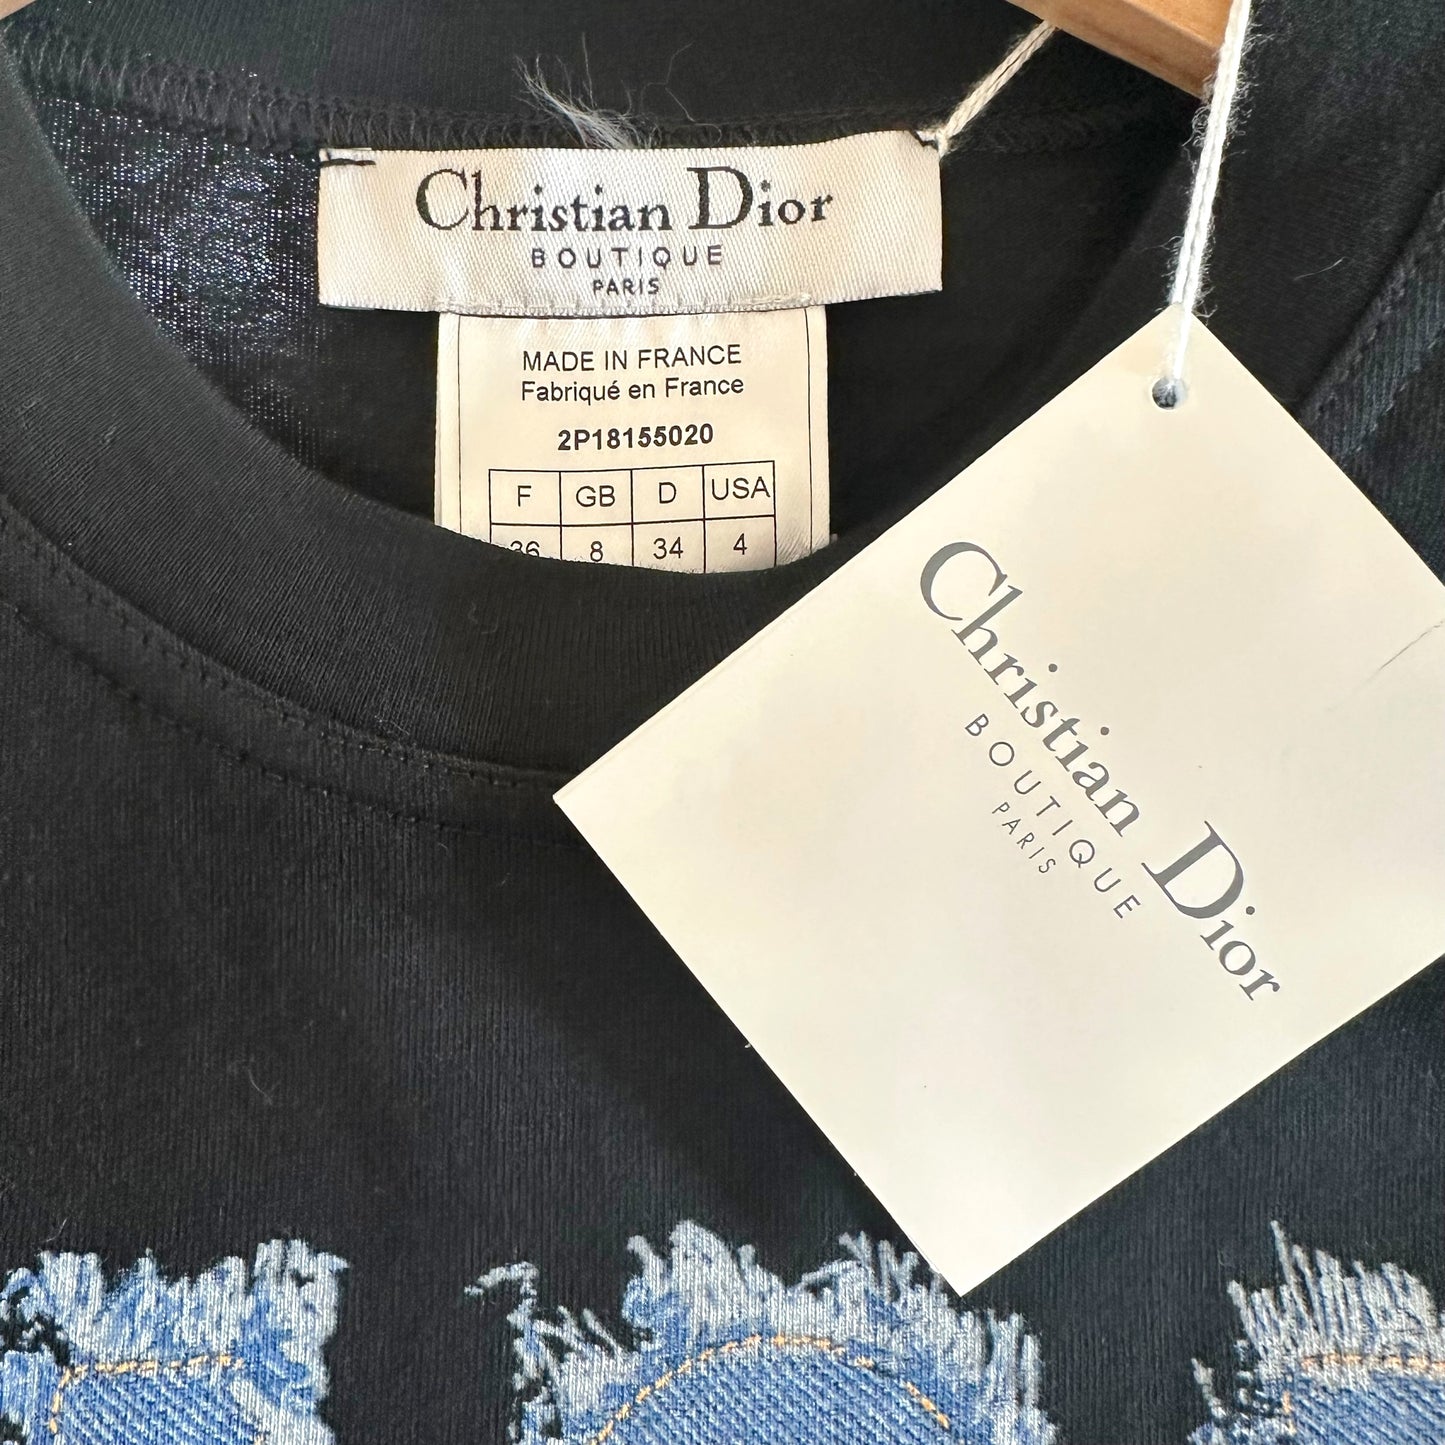 Christian Dior
BOUTIQUE
PARIS
MADE IN FRANCE
Fabriqué en France
2P18155020
F GB D USA
36 8 34 4
Christian Dior
BOUTIQUE
PARIS